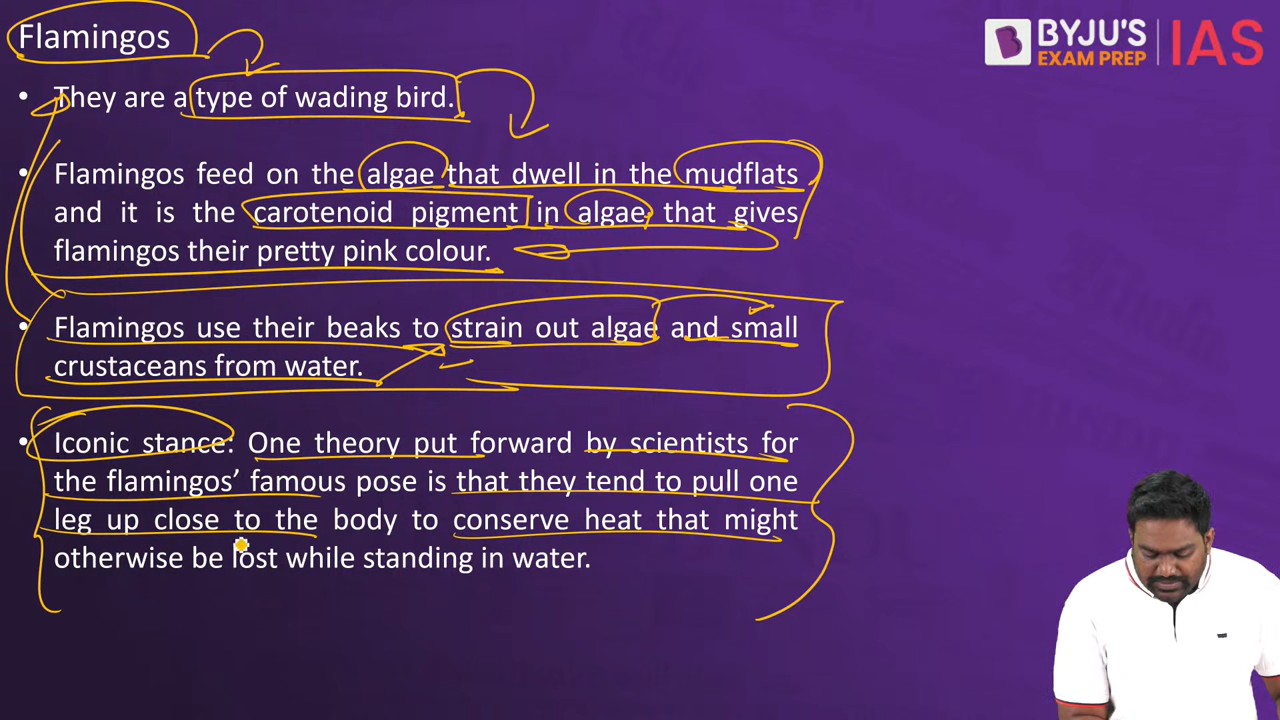 Flamingos
BYJU'S
EXAM PREP
IAS
• They are a type of wading bird.
• Flamingos feed on the algae that dwell in the mudflats
and it is the carotenoid pigment in algae, that gives
flamingos their pretty pink colour.
• Flamingos use their beaks to strain out algae and small
crustaceans from water.
• Iconic stance: One theory put forward by scientists for
the flamingos’ famous pose is that they tend to pull one
leg up close to the body to conserve heat that might
otherwise be lost while standing in water.